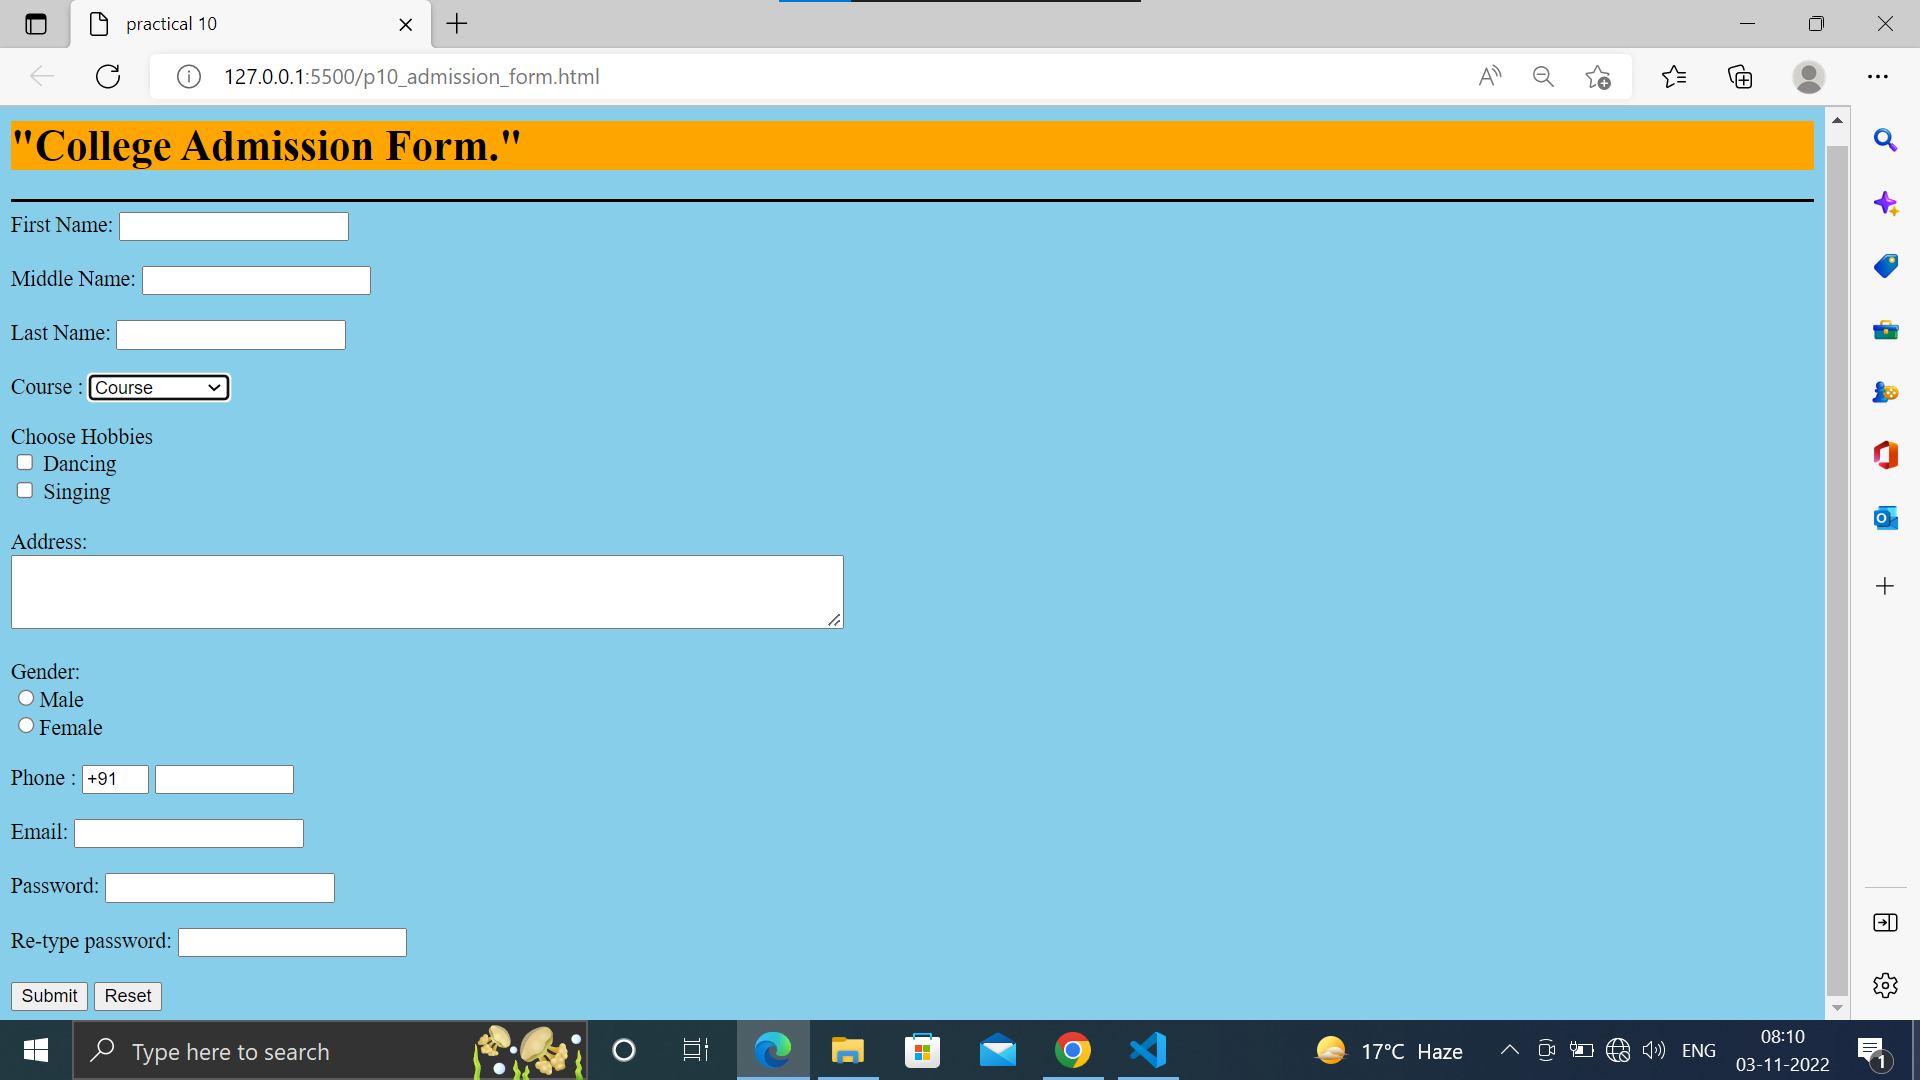 practical 10
127.0.0.1:5500/p10_admission_form.html
"College Admission Form."
First Name:
Middle Name:
Last Name:
Course : Course
Choose Hobbies
Dancing
Singing
Address:
Gender:
Male
Female
Phone : +91
Email:
Password:
Re-type password:
Submit Reset
Type here to search
17°C Haze
ENG
08:10
03-11-2022
1